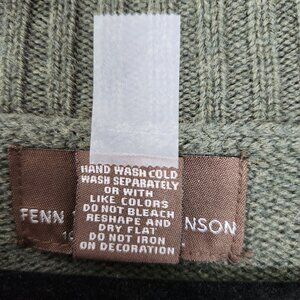 HAND WASH COLD
WASH SEPARATELY
OR WITH
LIKE COLORS
DO NOT BLEACH
RESHAPE AND
DRY FLAT
DO NOT IRON
ON DECORATION
FENN NSON